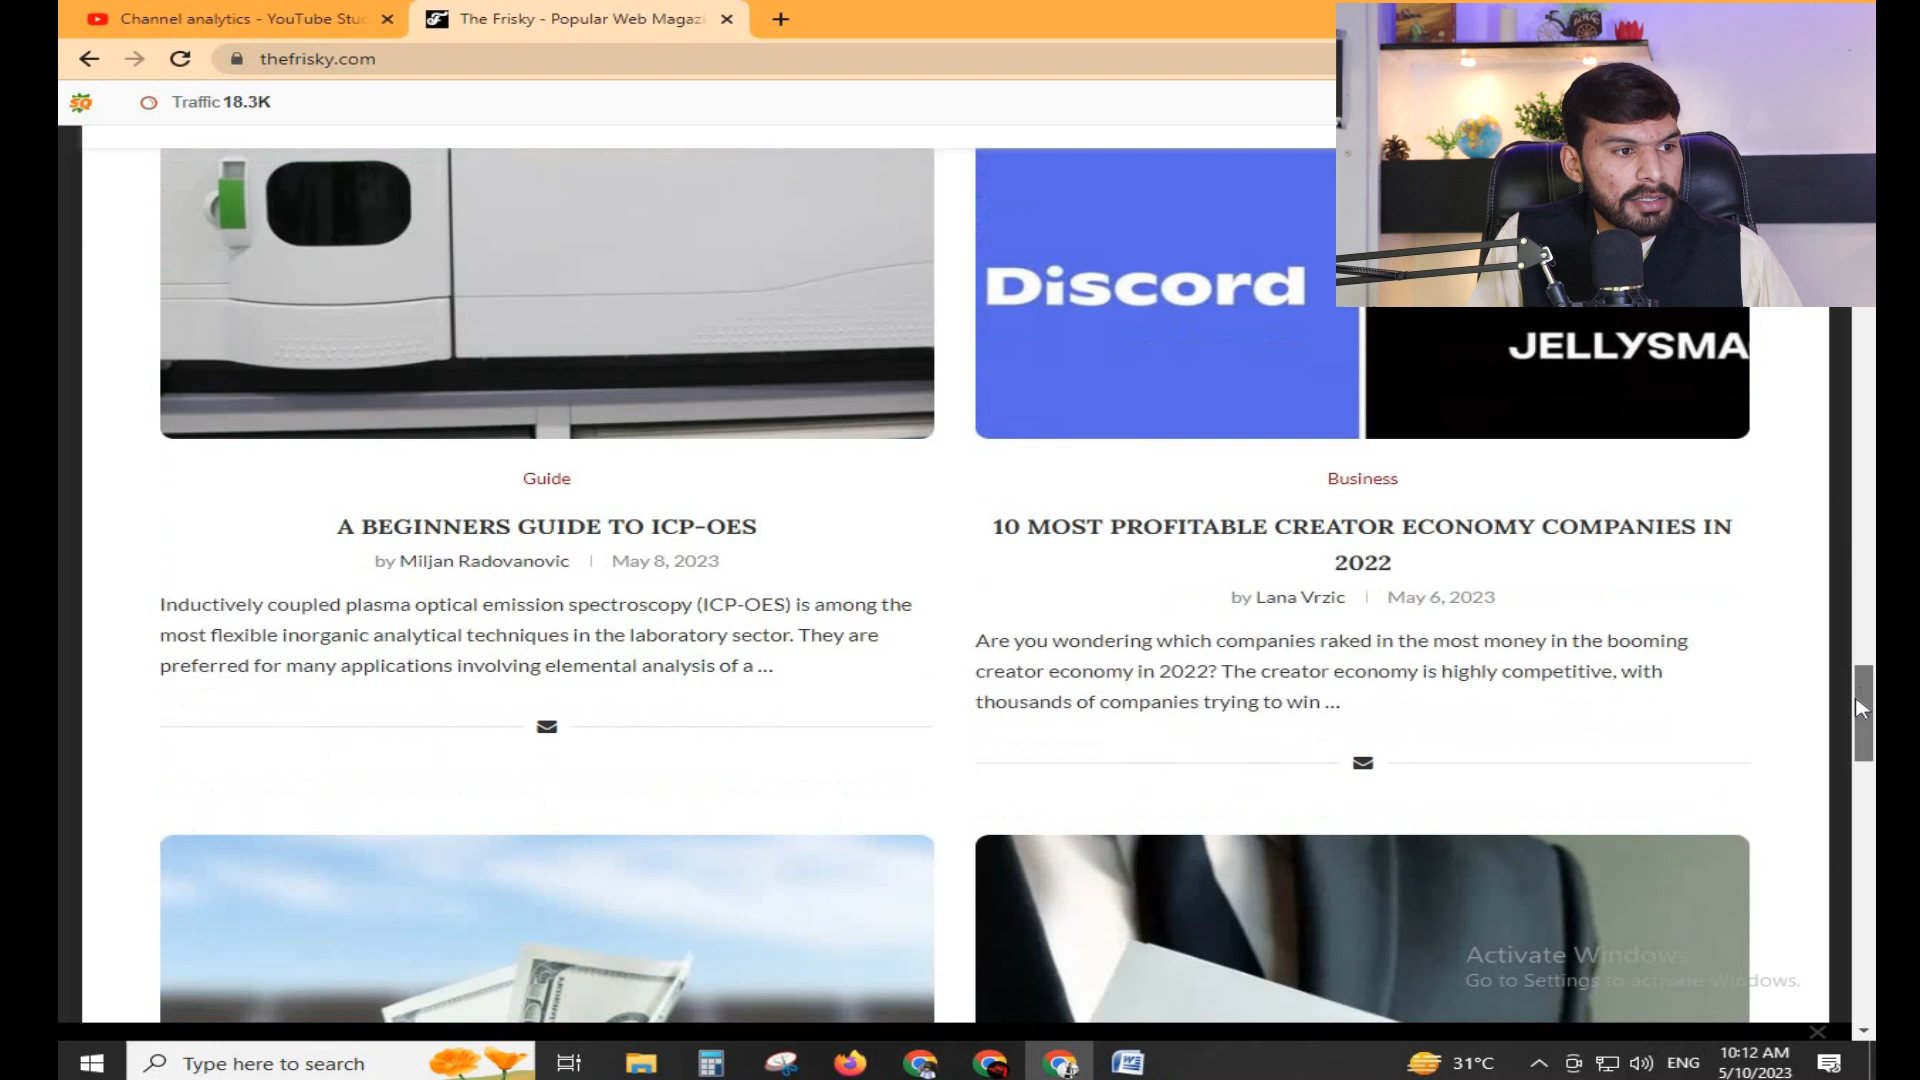 Channel analytics - YouTube Stu
The Frisky - Popular Web Magaz
thefrisky.com
SQ
Traffic 18.3K
Discord
JELLYSMA
Guide
A BEGINNERS GUIDE TO ICP-OES
by Miljan Radovanovic | May 8, 2023
Inductively coupled plasma optical emission spectroscopy (ICP-OES) is among the
most flexible inorganic analytical techniques in the laboratory sector. They are
preferred for many applications involving elemental analysis of a ...
Business
10 MOST PROFITABLE CREATOR ECONOMY COMPANIES IN
2022
by Lana Vrzic | May 6, 2023
Are you wondering which companies raked in the most money in the booming
creator economy in 2022? The creator economy is highly competitive, with
thousands of companies trying to win ...
Activate Windows
Go to Settings to activate Windows.
Type here to search
31°C
ENG
10:12 AM
5/10/2023